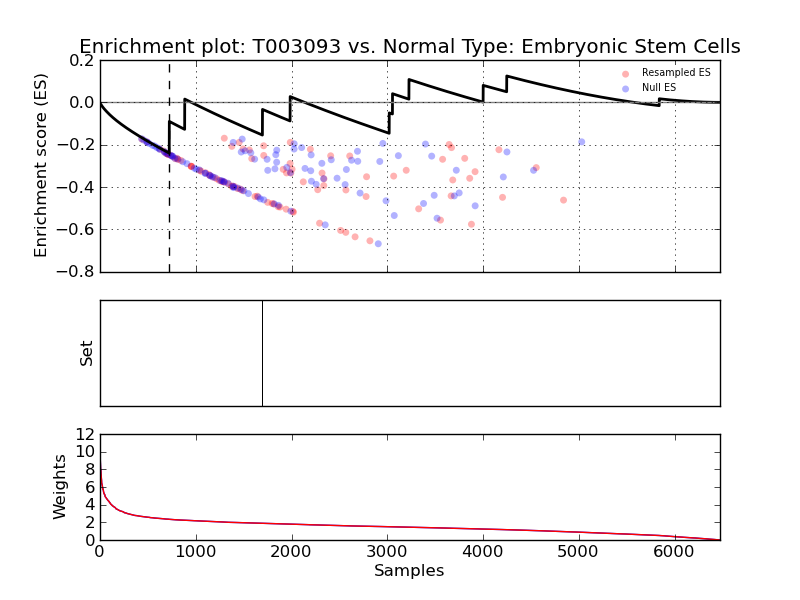 Enrichment plot: T003093 vs. Normal Type: Embryonic Stem Cells
Enrichment score (ES)
0.2
0.0
−0.2
−0.4
−0.6
−0.8
Resampled ES
Null ES
Set
Weights
12
10
8
6
4
2
0
0 1000 2000 3000 4000 5000 6000
Samples